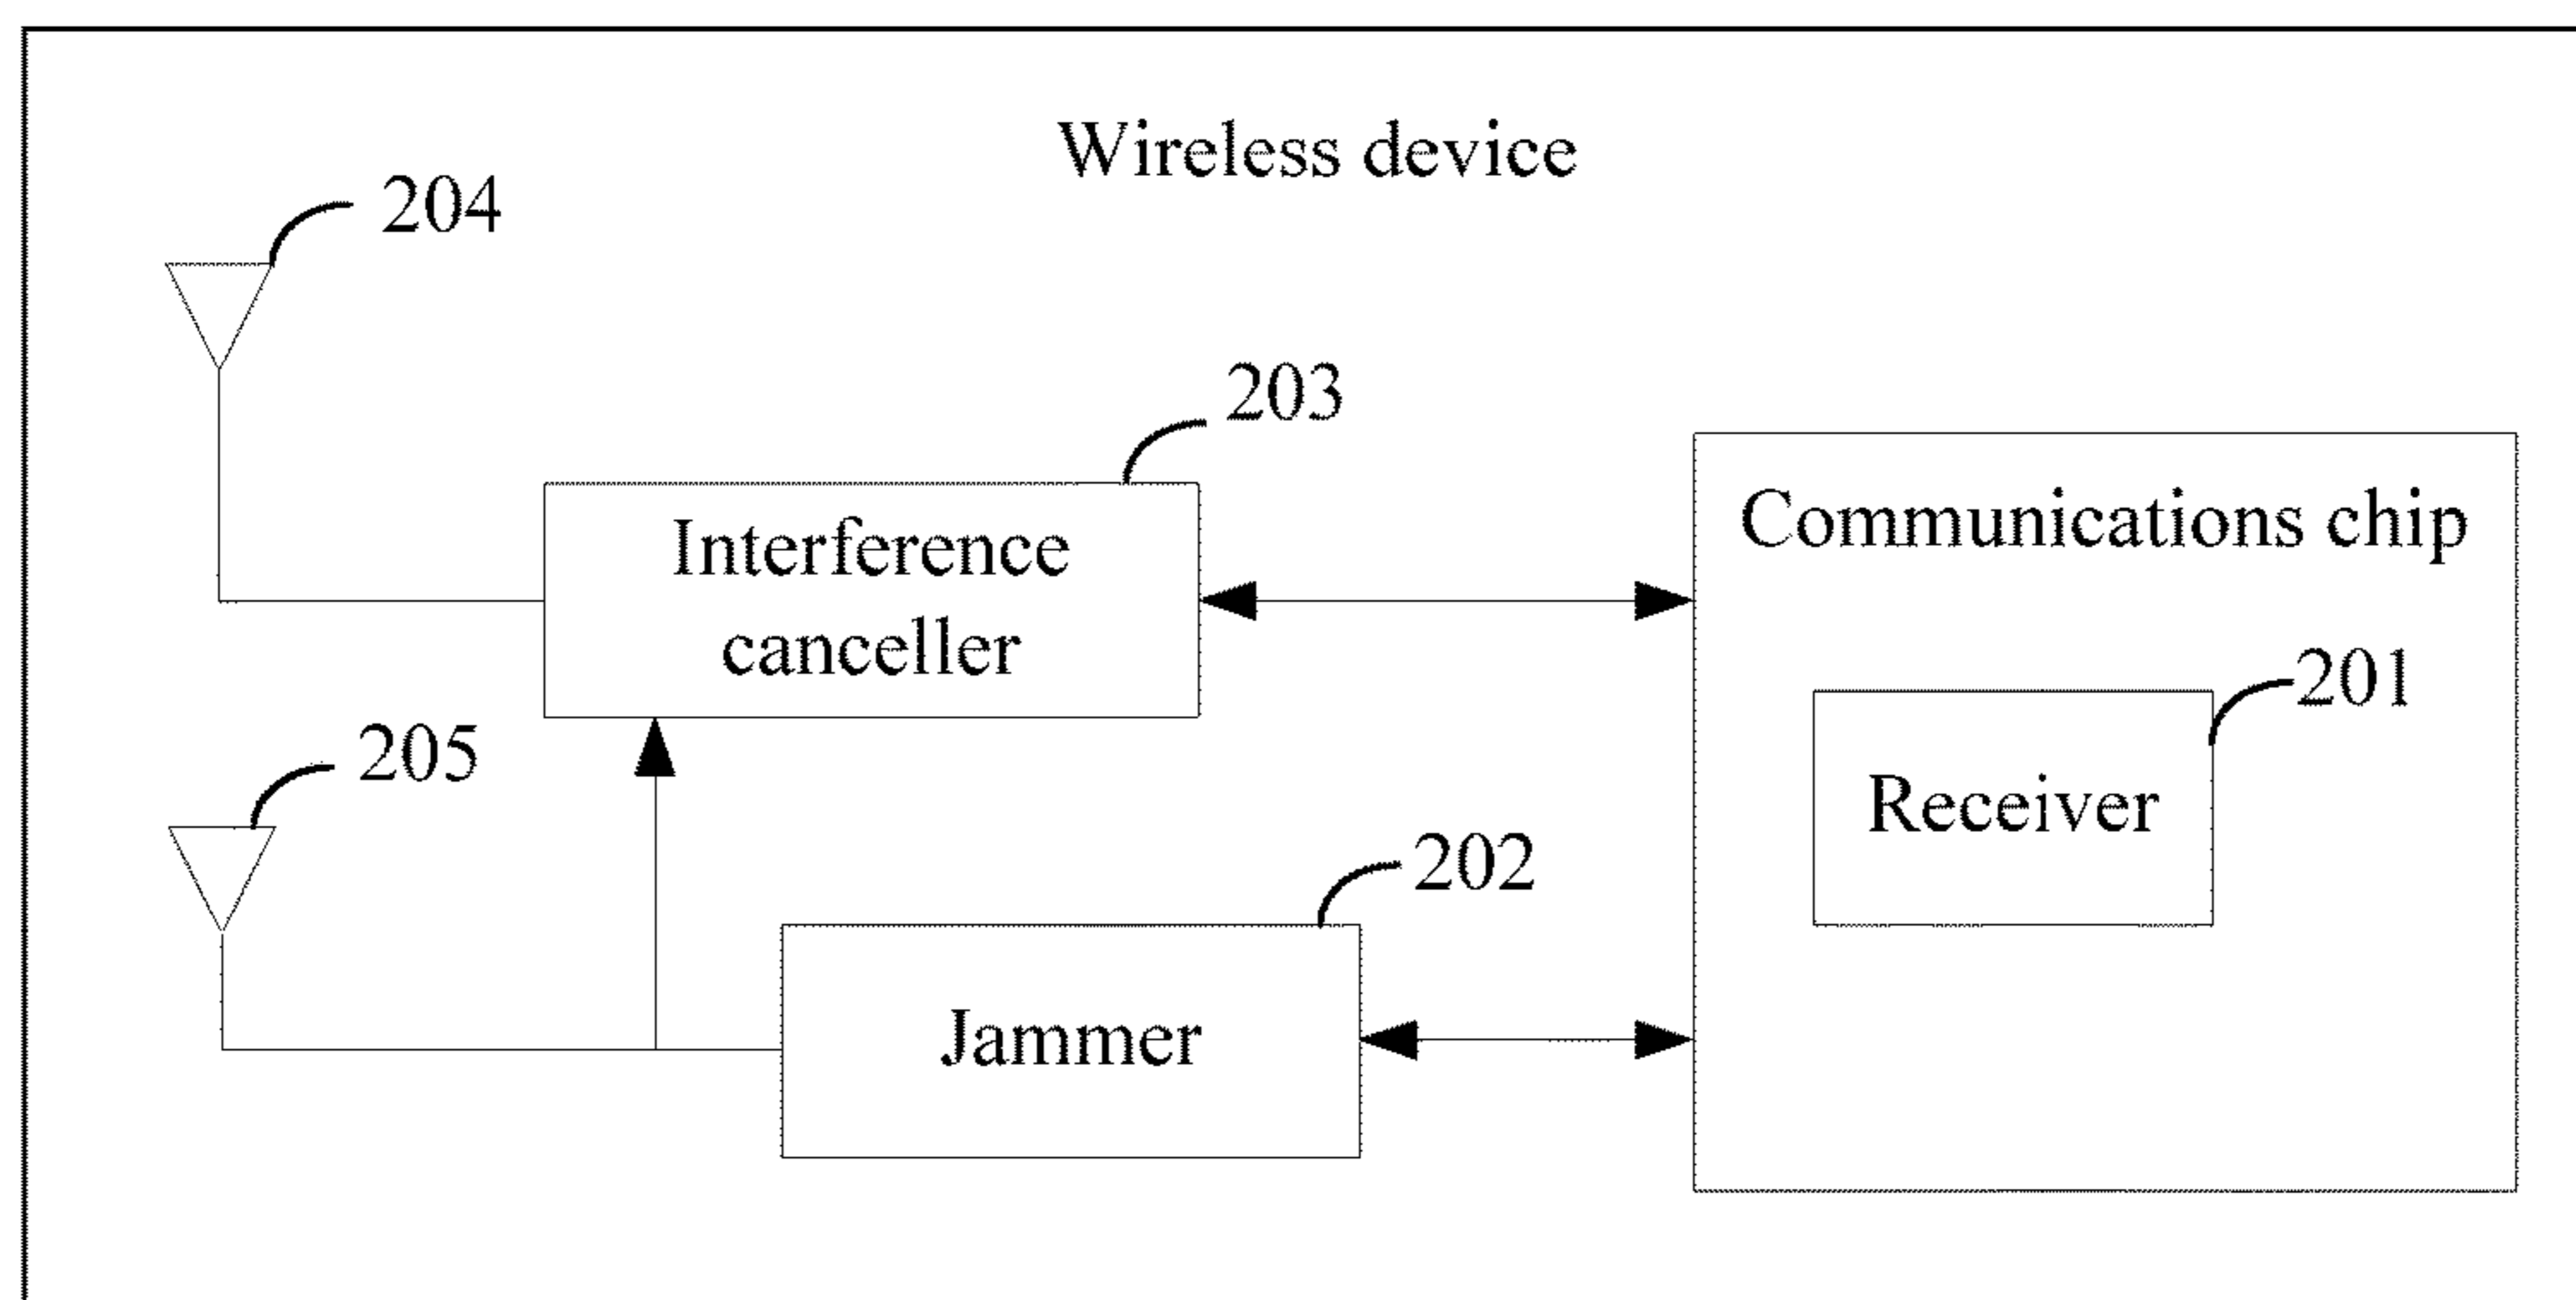 Wireless device
204
203
Interference
canceller
Communications chip
201
Receiver
205
202
Jammer